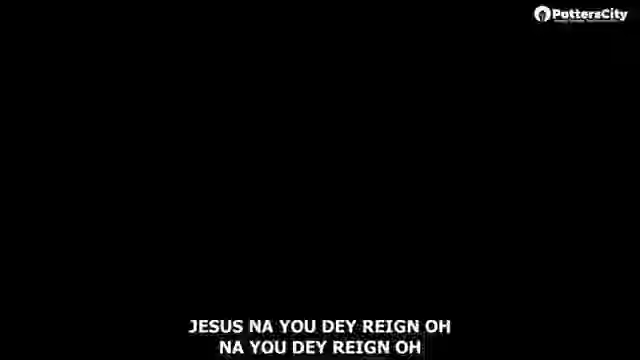 PottersCity
JESUS NA YOU DEY REIGN OH
NA YOU DEY REIGN OH